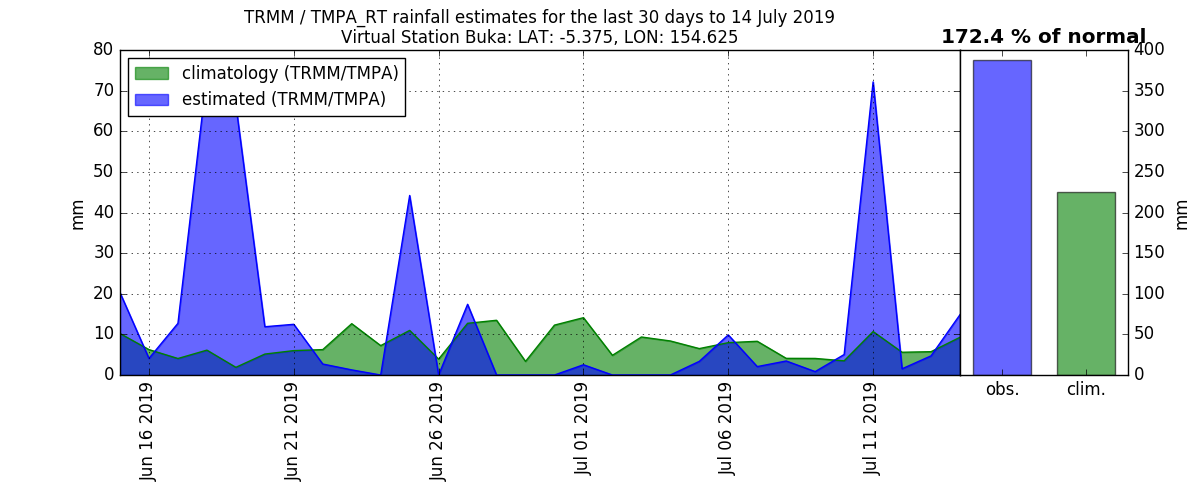 TRMM / TMPA_RT rainfall estimates for the last 30 days to 14 July 2019
Virtual Station Buka: LAT: -5.375, LON: 154.625
172.4 % of normal
climatology (TRMM/TMPA)
estimated (TRMM/TMPA)
mm
80
70
60
50
40
30
20
10
0
Jun 16 2019
Jun 21 2019
Jun 26 2019
Jul 01 2019
Jul 06 2019
Jul 11 2019
obs.
clim.
400
350
300
250
200
150
100
50
0
mm